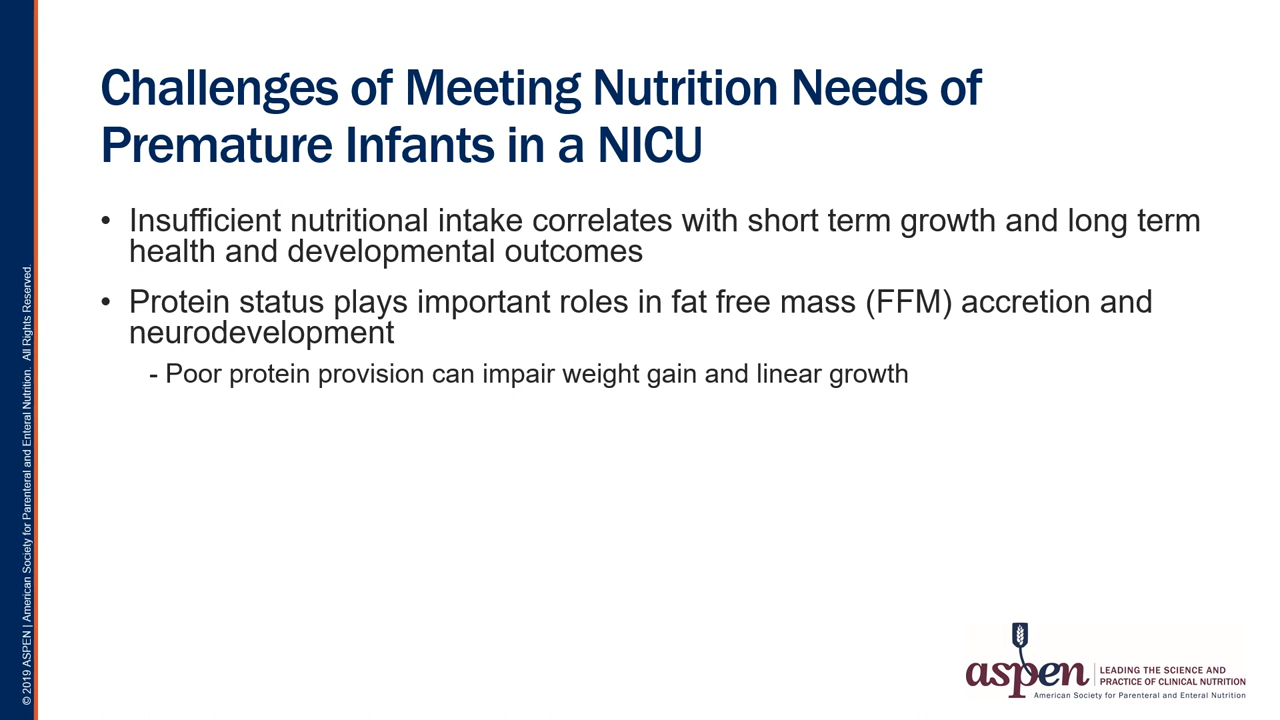 Challenges of Meeting Nutrition Needs of
Premature Infants in a NICU
• Insufficient nutritional intake correlates with short term growth and long term
health and developmental outcomes
• Protein status plays important roles in fat free mass (FFM) accretion and
neurodevelopment
- Poor protein provision can impair weight gain and linear growth
© 2019 ASPEN | American Society for Parenteral and Enteral Nutrition. All Rights Reserved.
aspen
LEADING THE SCIENCE AND
PRACTICE OF CLINICAL NUTRITION
American Society for Parenteral and Enteral Nutrition